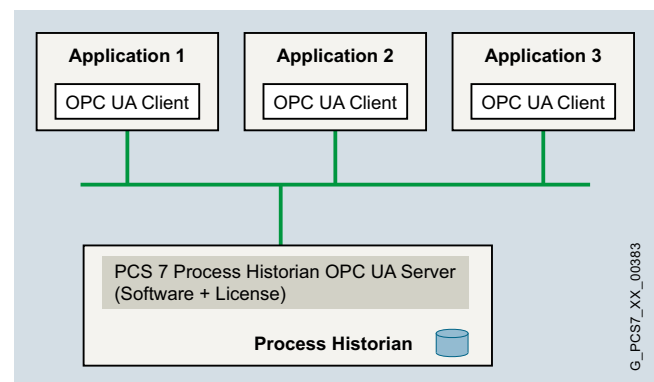 Application 1
Application 2
Application 3
OPC UA Client
OPC UA Client
OPC UA Client
PCS 7 Process Historian OPC UA Server
(Software + License)
Process Historian
G_PCS7_XX_00383